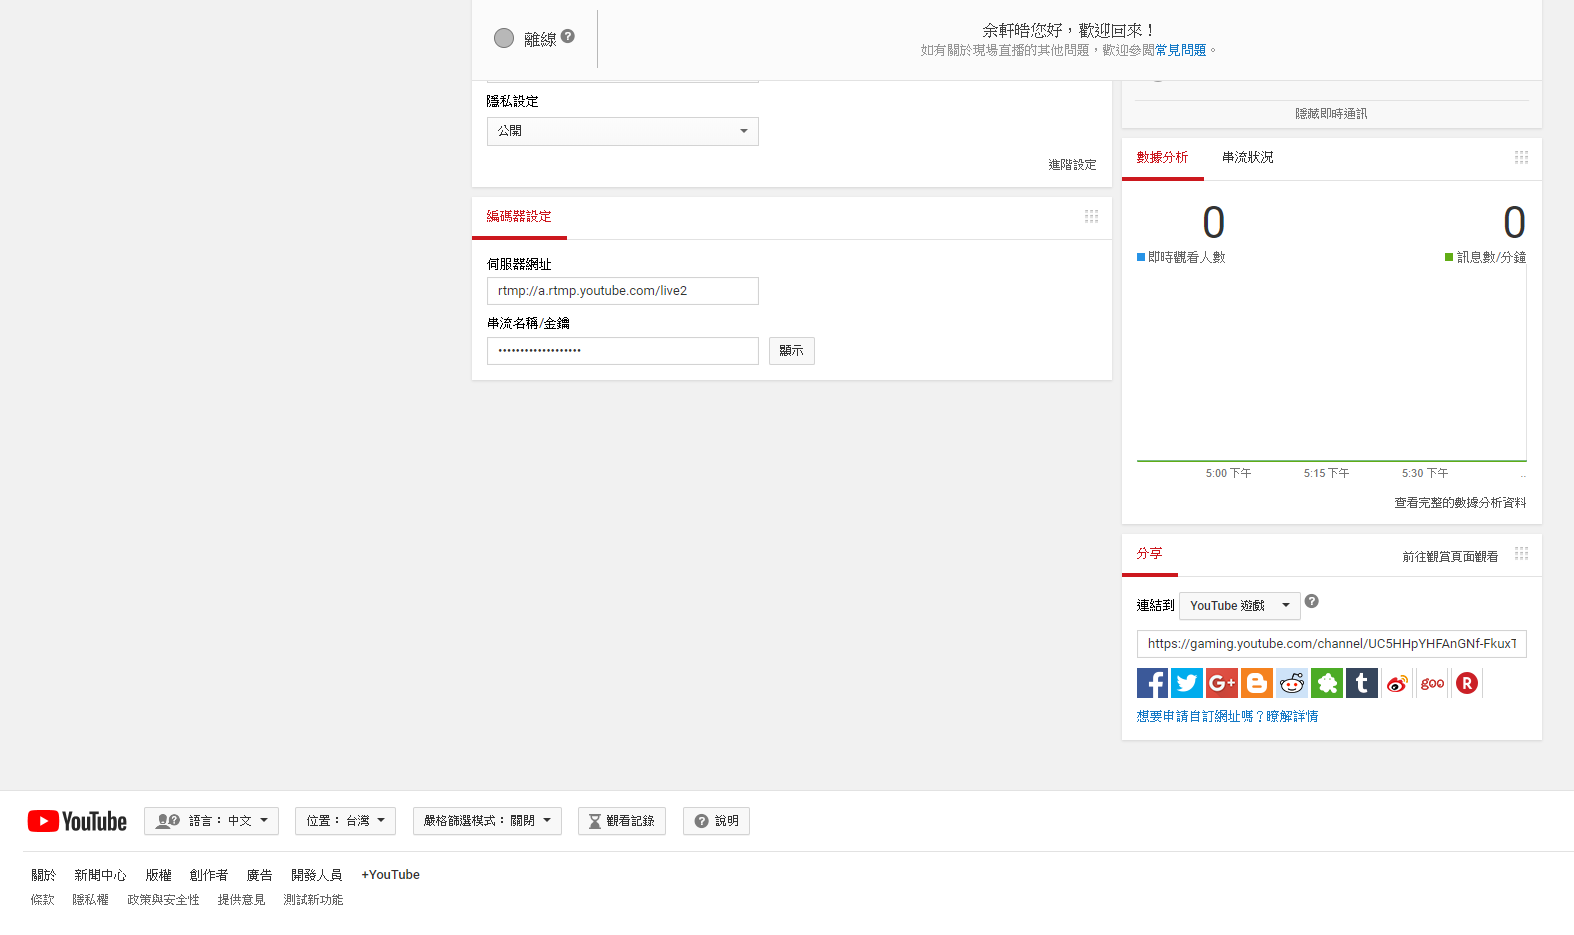 離線
余軒皓您好，歡迎回來！
如有關於現場直播的其他問題，歡迎參閱常見問題。
隱私設定
公開
進階設定
編碼器設定
伺服器網址
rtmp://a.rtmp.youtube.com/live2
串流名稱/金鑰
•••••••••••••••••••
顯示
隱藏即時通訊
數據分析 串流狀況
0 0
即時觀看人數 訊息數/分鐘
5:00 下午 5:15 下午 5:30 下午 ..
查看完整的數據分析資料
分享 前往觀賞頁面觀看
連結到 YouTube 遊戲
https://gaming.youtube.com/channel/UC5HHpYHFAnGNf-FkuxT
f G+ B t goo R
想要申請自訂網址嗎？瞭解詳情
YouTube 語言： 中文 位置： 台灣 嚴格篩選模式： 關閉 觀看記錄 說明
關於 新聞中心 版權 創作者 廣告 開發人員 +YouTube
條款 隱私權 政策與安全性 提供意見 測試新功能